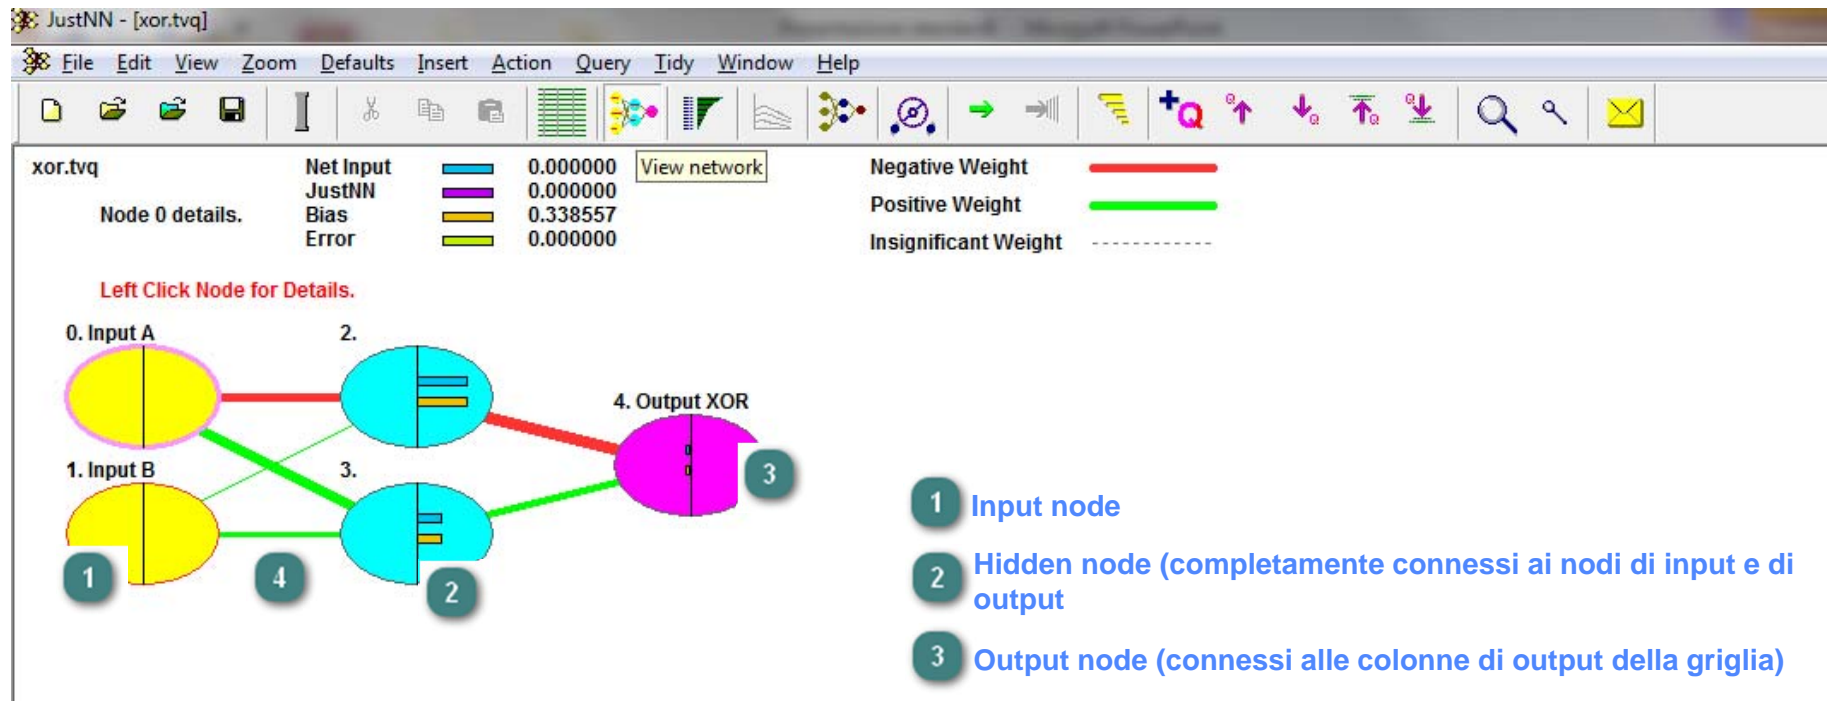 JustNN - [xor.tvq]
File Edit View Zoom Defaults Insert Action Query Tidy Window Help
xor.tvq
Node 0 details.
Net Input 0.000000
JustNN 0.000000
Bias 0.338557
Error 0.000000
View network
Negative Weight
Positive Weight
Insignificant Weight
Left Click Node for Details.
0. Input A
2.
4. Output XOR
1. Input B
3.
3
1
4
2
1 Input node
2 Hidden node (completamente connessi ai nodi di input e di
output
3 Output node (connessi alle colonne di output della griglia)